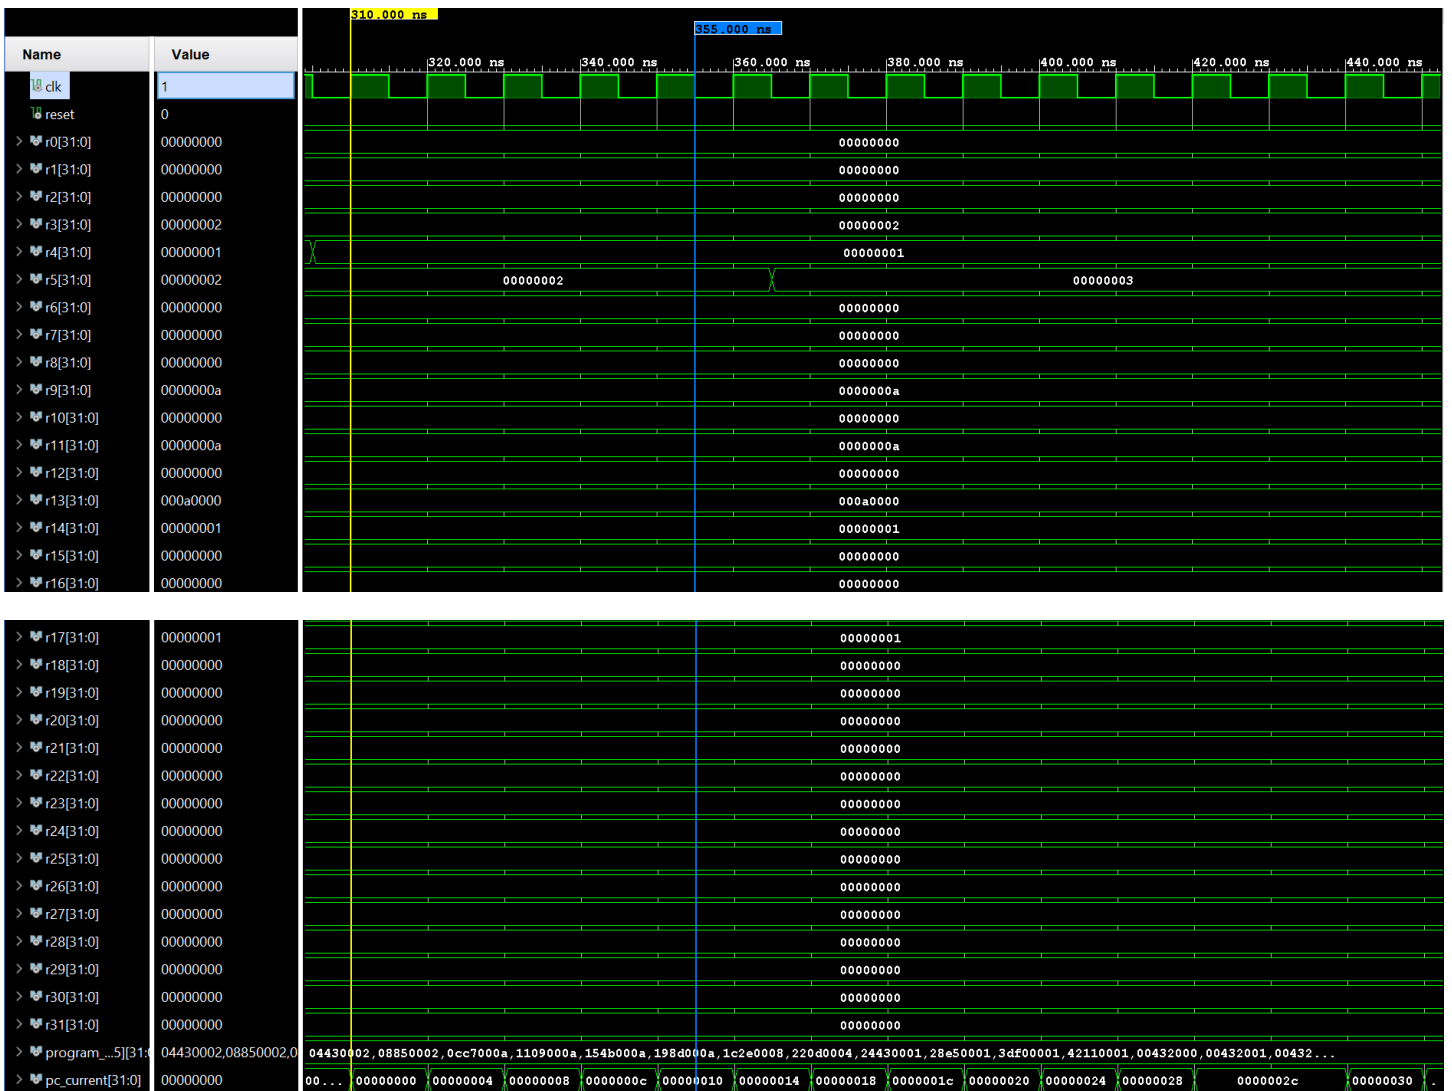 310.000 ns
355.000 ns
Name Value 320.000 ns 340.000 ns 360.000 ns 380.000 ns 400.000 ns 420.000 ns 440.000 ns
clk 1
reset 0
r0[31:0] 00000000 00000000
r1[31:0] 00000000 00000000
r2[31:0] 00000000 00000000
r3[31:0] 00000002 00000002
r4[31:0] 00000001 00000001
r5[31:0] 00000002 00000002 00000003
r6[31:0] 00000000 00000000
r7[31:0] 00000000 00000000
r8[31:0] 00000000 00000000
r9[31:0] 0000000a 0000000a
r10[31:0] 00000000 00000000
r11[31:0] 0000000a 0000000a
r12[31:0] 00000000 00000000
r13[31:0] 000a0000 000a0000
r14[31:0] 00000001 00000001
r15[31:0] 00000000 00000000
r16[31:0] 00000000 00000000
r17[31:0] 00000001 00000001
r18[31:0] 00000000 00000000
r19[31:0] 00000000 00000000
r20[31:0] 00000000 00000000
r21[31:0] 00000000 00000000
r22[31:0] 00000000 00000000
r23[31:0] 00000000 00000000
r24[31:0] 00000000 00000000
r25[31:0] 00000000 00000000
r26[31:0] 00000000 00000000
r27[31:0] 00000000 00000000
r28[31:0] 00000000 00000000
r29[31:0] 00000000 00000000
r30[31:0] 00000000 00000000
r31[31:0] 00000000 00000000
program_...5][31:0 04430002,08850002,0 04430002,08850002,0cc7000a,1109000a,154b000a,198d000a,1c2e0008,220d0004,24430001,28e50001,3df00001,42110001,00432000,00432001,00432...
pc_current[31:0] 00000000 00... 00000000 00000004 00000008 0000000c 00000010 00000014 00000018 0000001c 00000020 00000024 00000028 0000002c 00000030